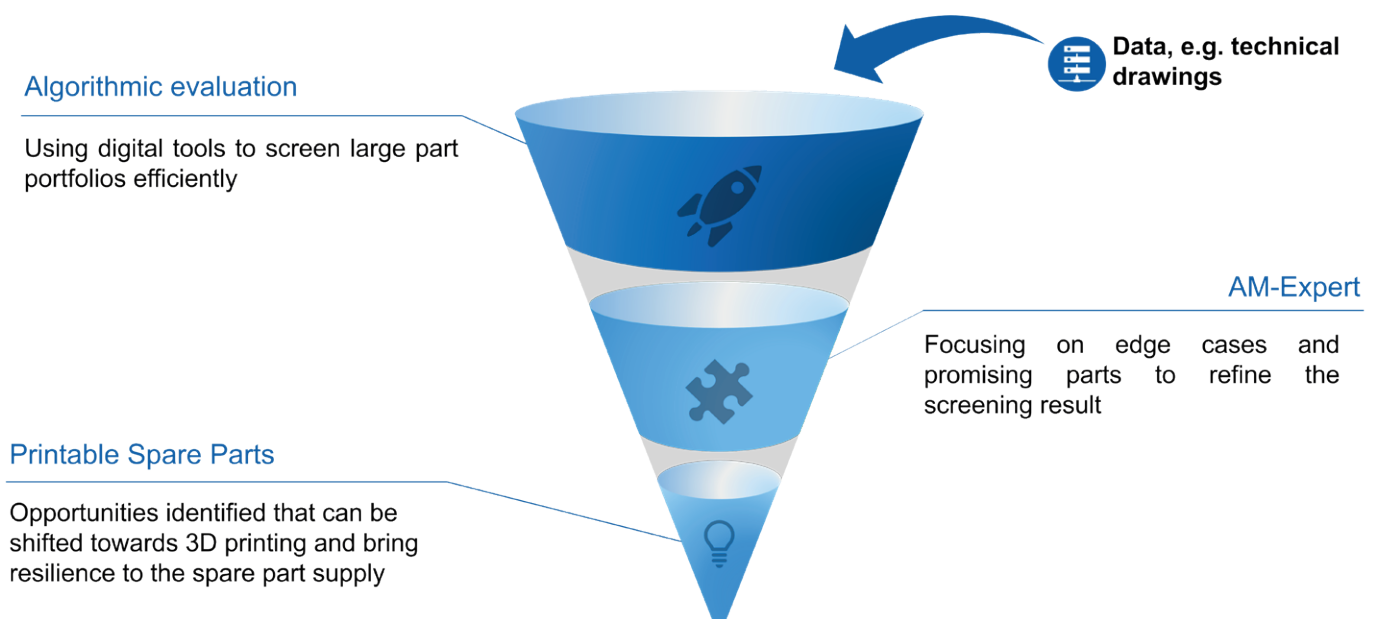 Data, e.g. technical
drawings
Algorithmic evaluation
Using digital tools to screen large part
portfolios efficiently
AM-Expert
Focusing on edge cases and
promising parts to refine the
screening result
Printable Spare Parts
Opportunities identified that can be
shifted towards 3D printing and bring
resilience to the spare part supply